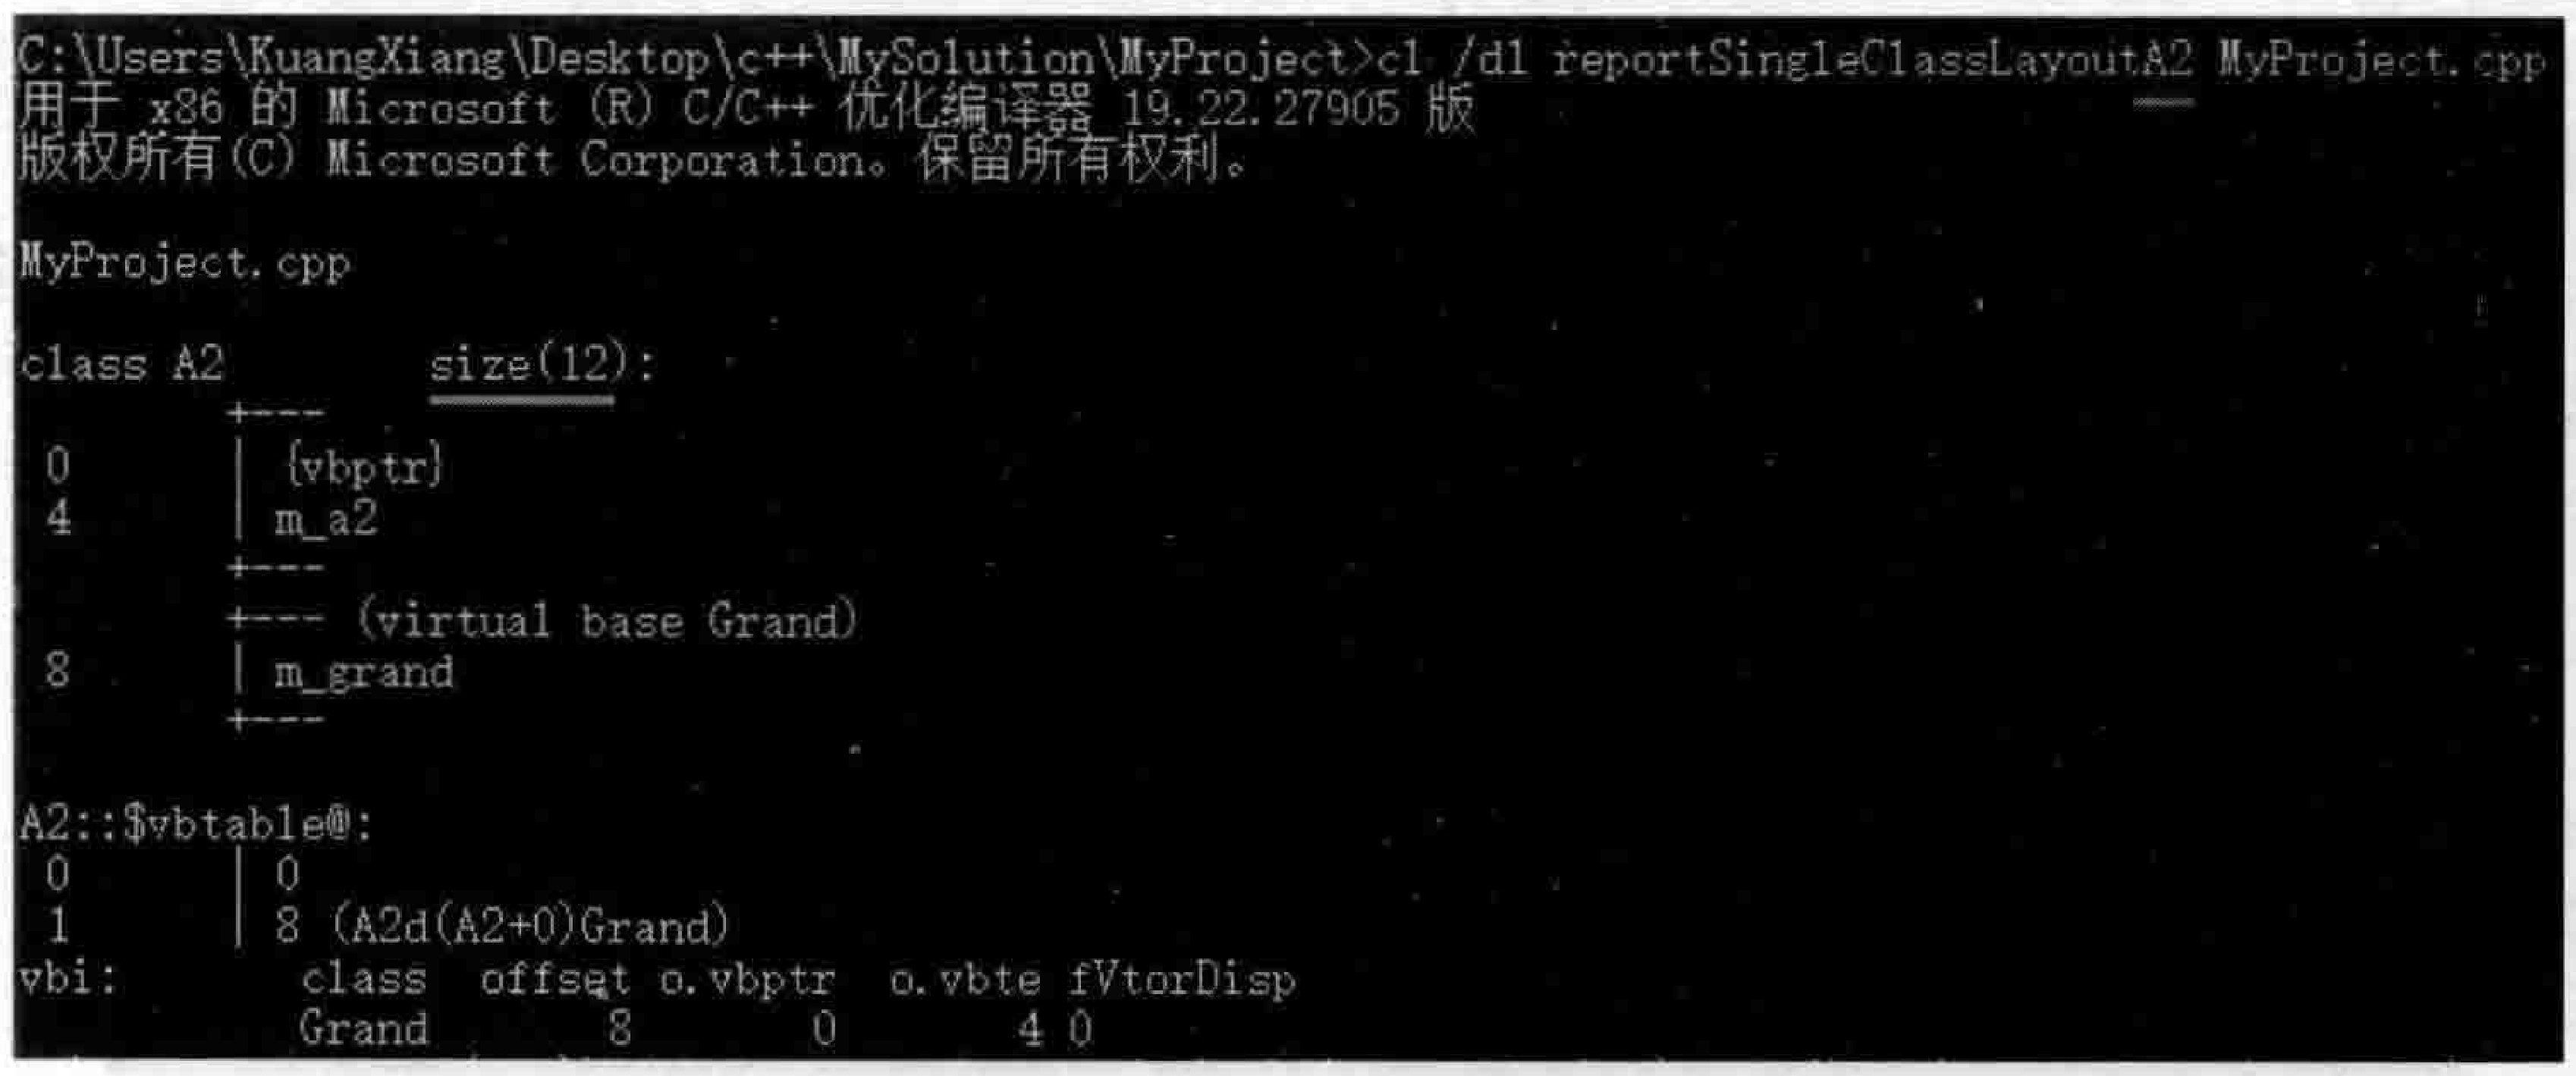 C:\Users\KuangXiang\Desktop\c++\MySolution\MyProject>cl /d1 reportSingleClassLayoutA2 MyProject.cpp
用于 x86 的 Microsoft (R) C/C++ 优化编译器 19.22.27905 版
版权所有(C) Microsoft Corporation。保留所有权利。
MyProject.cpp
class A2 size(12):
+---
0 | {vbptr}
4 | m_a2
+---
+--- (virtual base Grand)
8 | m_grand
+---
A2::$vbtable@:
0 | 0
1 | 8 (A2d(A2+0)Grand)
vbi: class offset o.vbptr o.vbte fVtorDisp
Grand 8 0 4 0